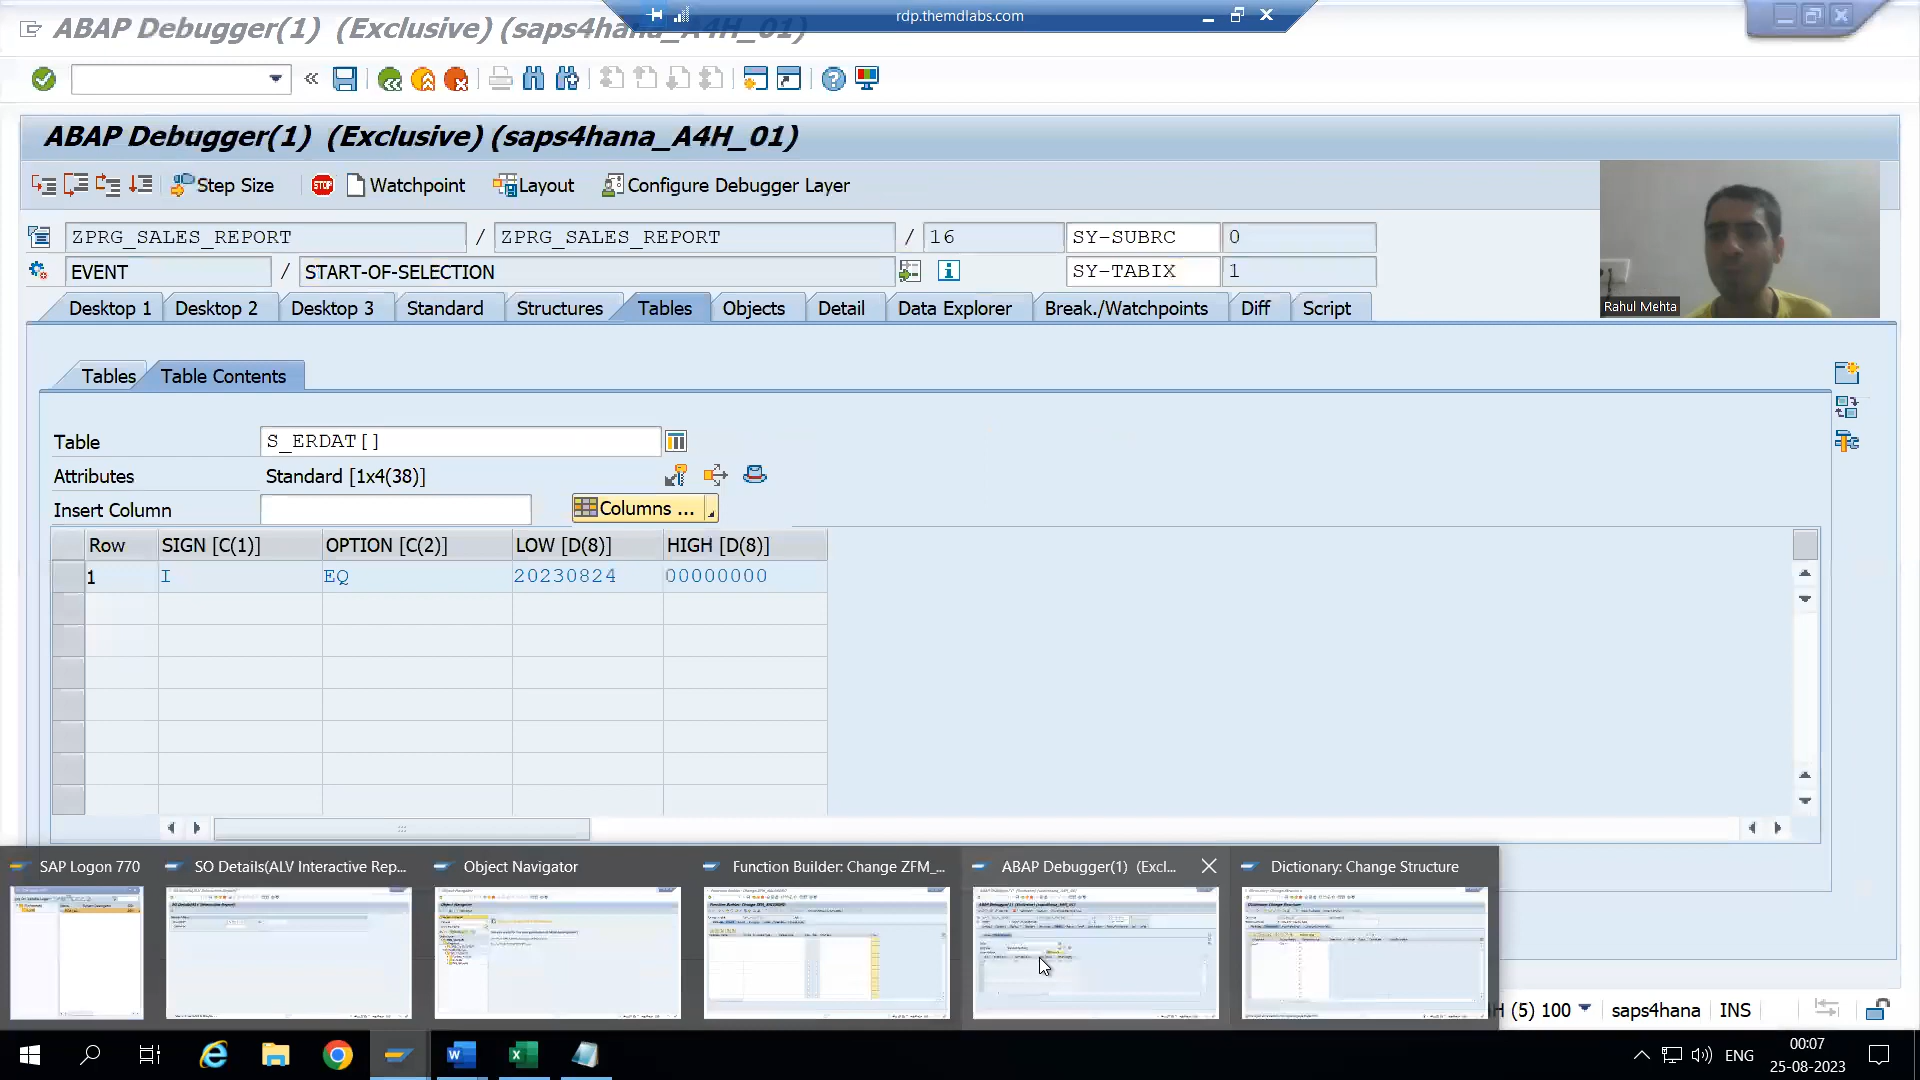 ABAP Debugger(1) (Exclusive) (saps4hana_A4H_01)
rdp.themdlabs.com
ABAP Debugger(1) (Exclusive) (saps4hana_A4H_01)
Step Size
STOP
Watchpoint
Layout
Configure Debugger Layer
ZPRG_SALES_REPORT / ZPRG_SALES_REPORT / 16 SY-SUBRC 0
EVENT / START-OF-SELECTION SY-TABIX 1
Rahul Mehta
Desktop 1 Desktop 2 Desktop 3 Standard Structures Tables Objects Detail Data Explorer Break./Watchpoints Diff Script
Tables Table Contents
Table S_ERDAT[]
Attributes Standard [1x4(38)]
Insert Column Columns ...
Row SIGN [C(1)] OPTION [C(2)] LOW [D(8)] HIGH [D(8)]
1 I EQ 20230824 00000000
SAP Logon 770 SO Details(ALV Interactive Rep... Object Navigator Function Builder: Change ZFM_... ABAP Debugger(1) (Excl... Dictionary: Change Structure
(5) 100 saps4hana INS
ENG
00:07
25-08-2023